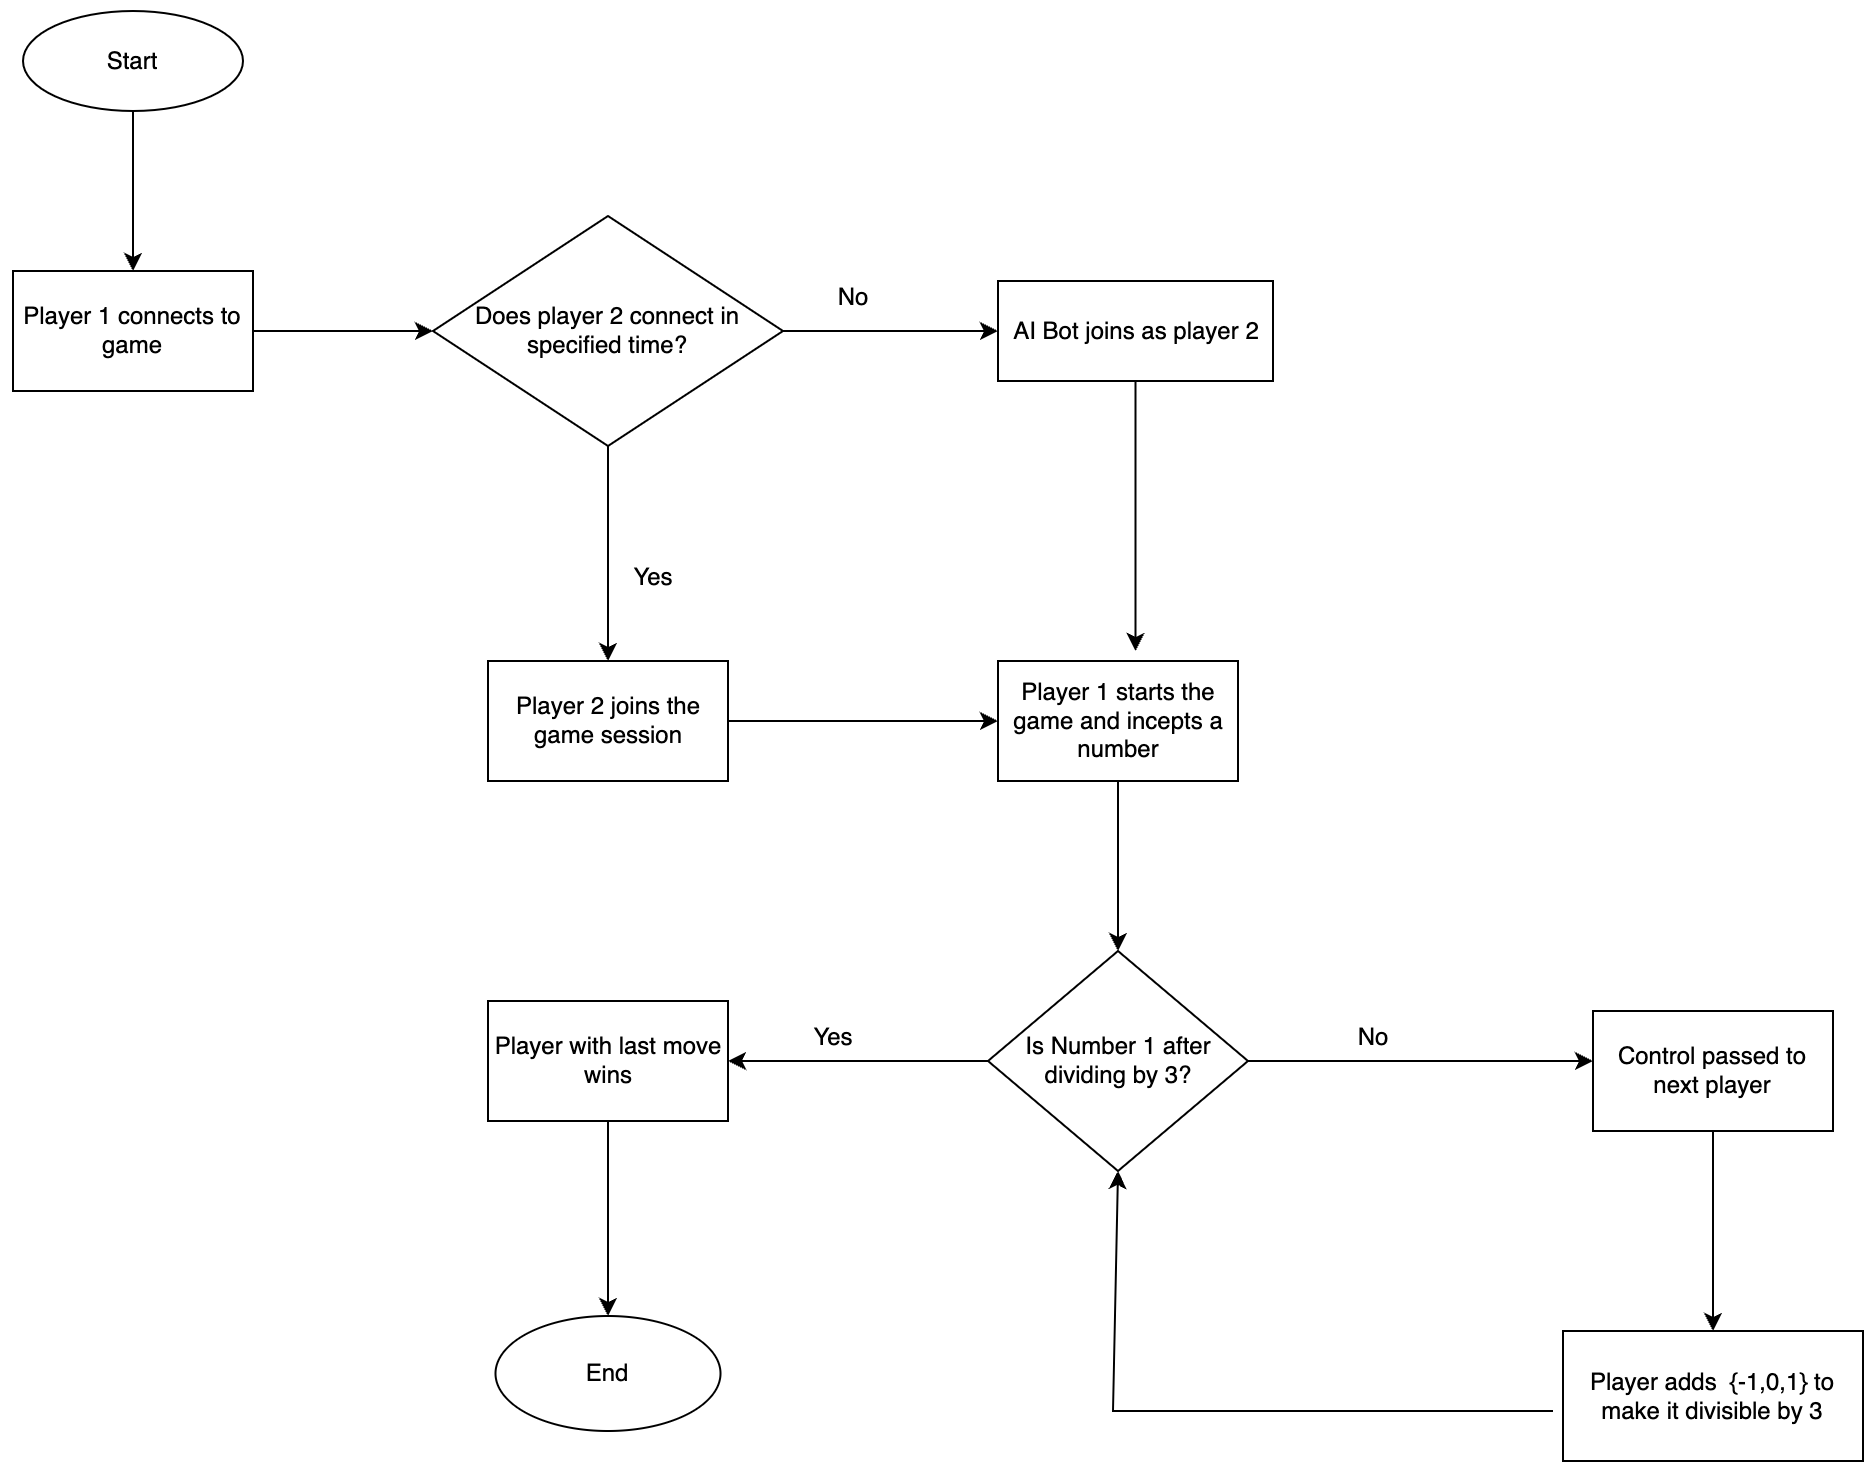 Start
Player 1 connects to
game
Does player 2 connect in
specified time?
No
AI Bot joins as player 2
Yes
Player 2 joins the
game session
Player 1 starts the
game and incepts a
number
Player with last move
wins
Yes
Is Number 1 after
dividing by 3?
No
Control passed to
next player
End
Player adds  {-1,0,1} to
make it divisible by 3